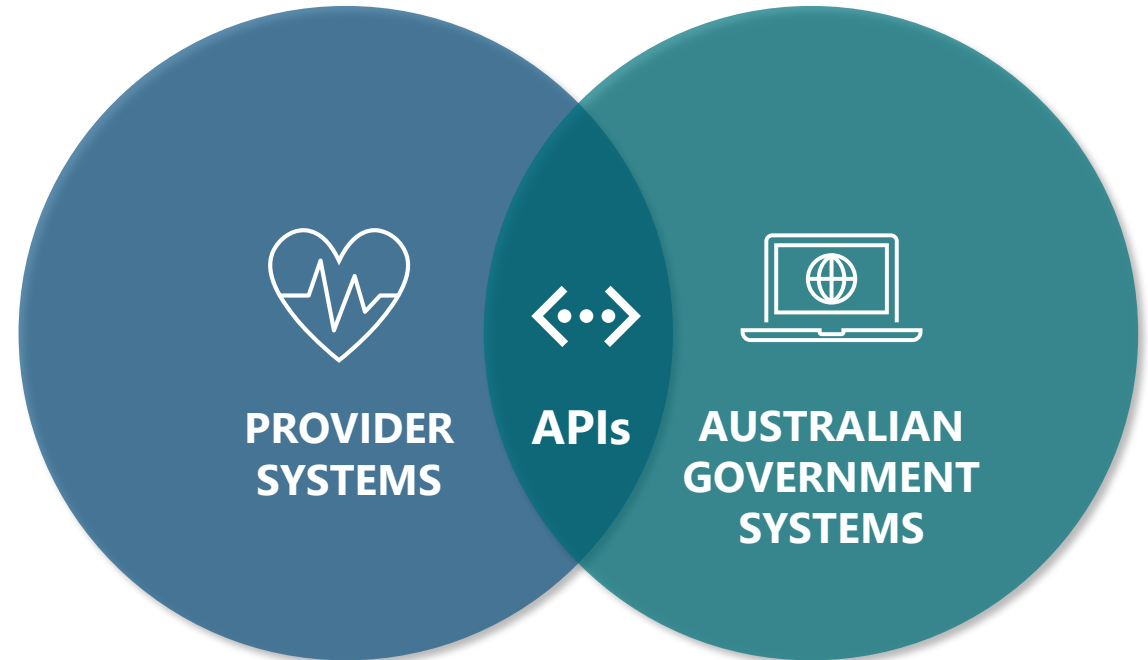 PROVIDER
SYSTEMS
APIs
AUSTRALIAN
GOVERNMENT
SYSTEMS